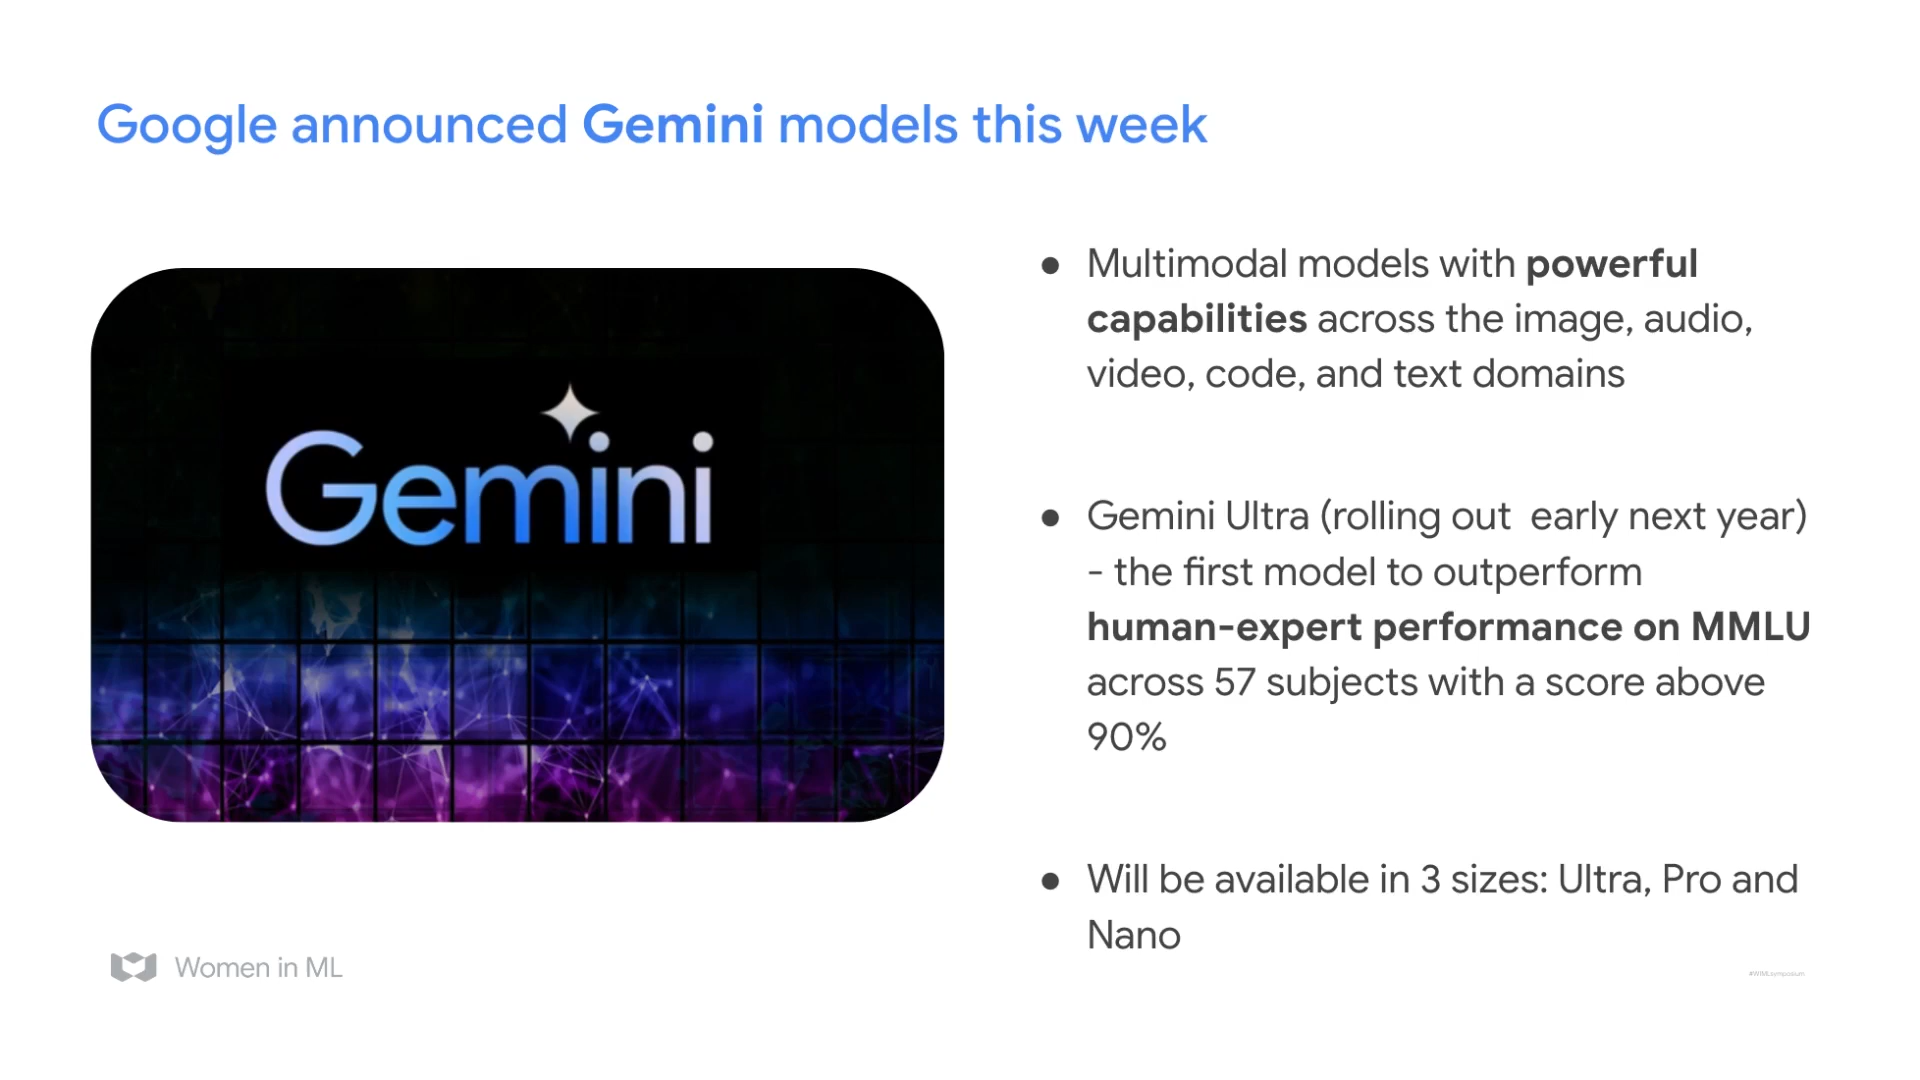 Google announced Gemini models this week
Gemini
● Multimodal models with powerful
capabilities across the image, audio,
video, code, and text domains
● Gemini Ultra (rolling out  early next year)
- the first model to outperform
human-expert performance on MMLU
across 57 subjects with a score above
90%
● Will be available in 3 sizes: Ultra, Pro and
Nano
Women in ML
#WIMLsymposium